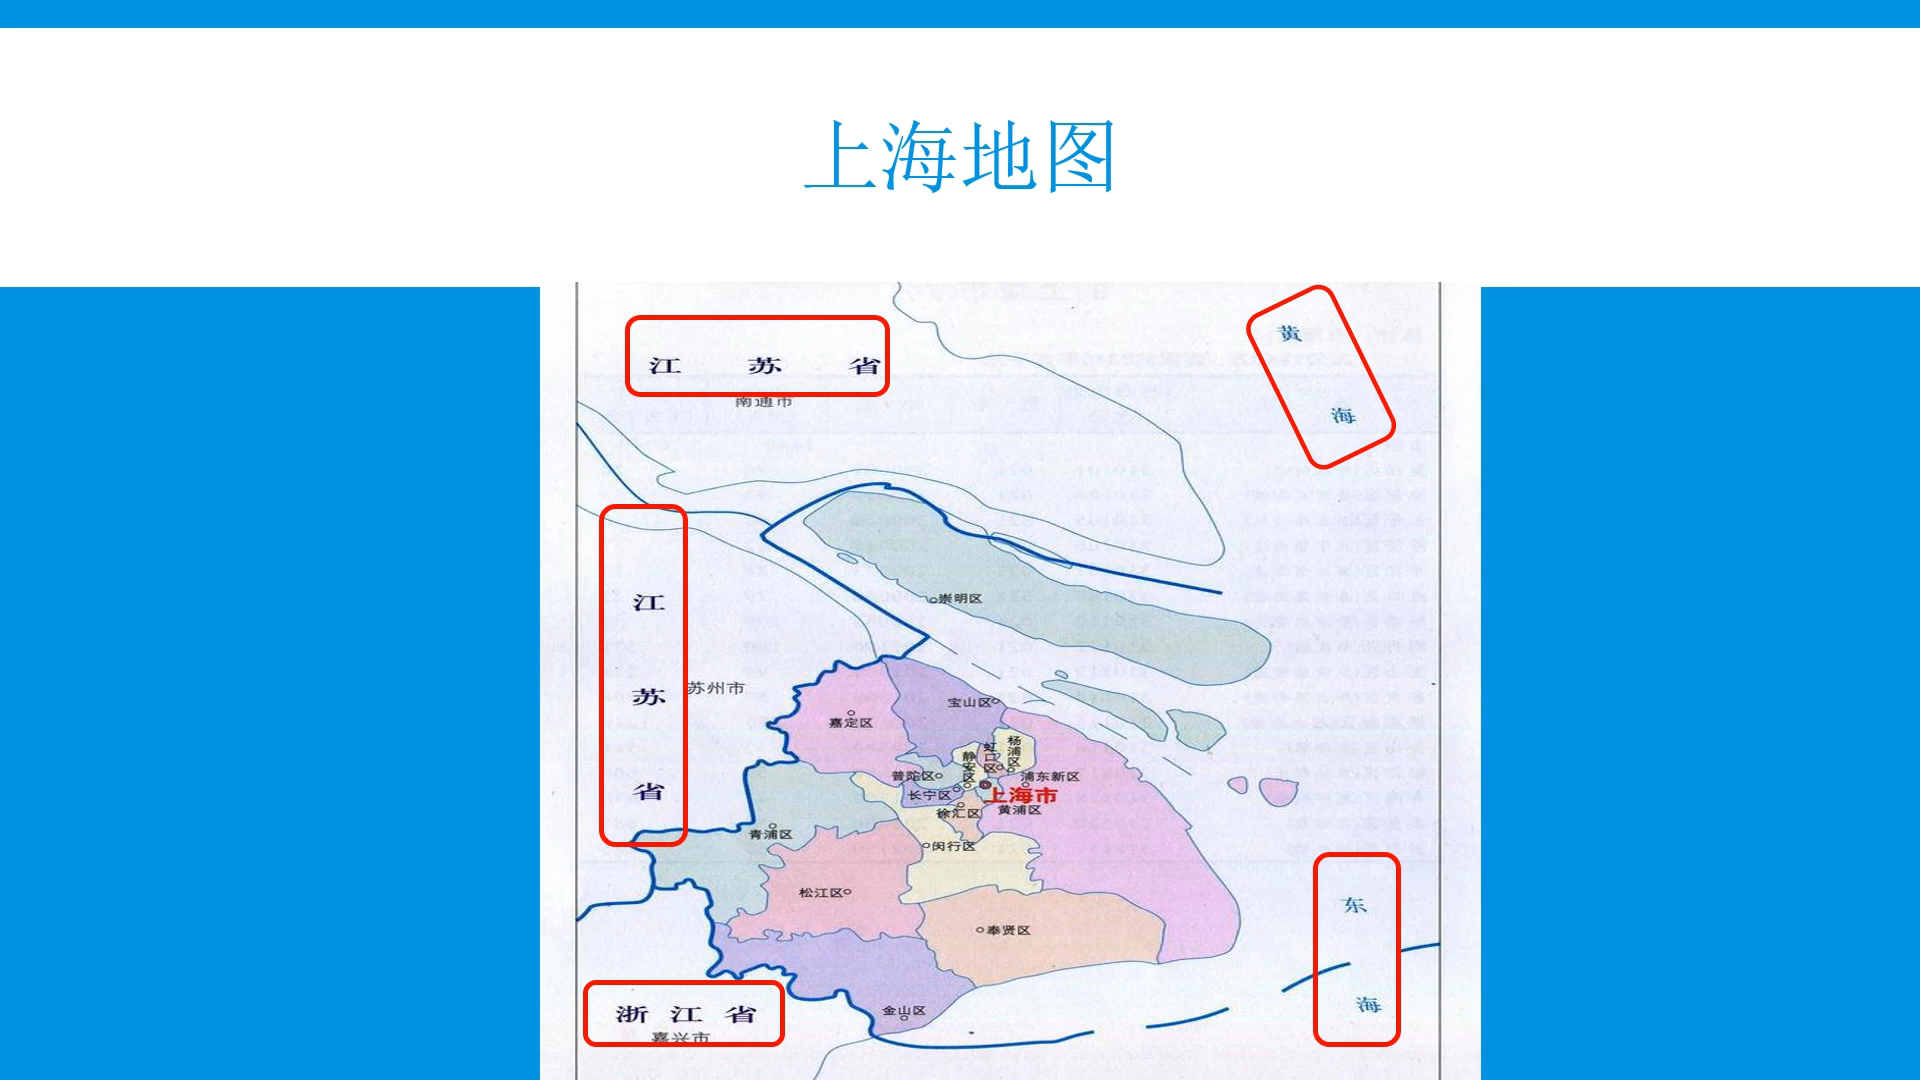 上海地图
江 苏 省
南通市
黄
海
崇明区
江
苏
省
苏州市
宝山区
嘉定区
杨浦区
虹口区
静安区
普陀区
浦东新区
长宁区
上海市
徐汇区
黄浦区
青浦区
闵行区
松江区
东
海
奉贤区
金山区
浙江省
嘉兴市